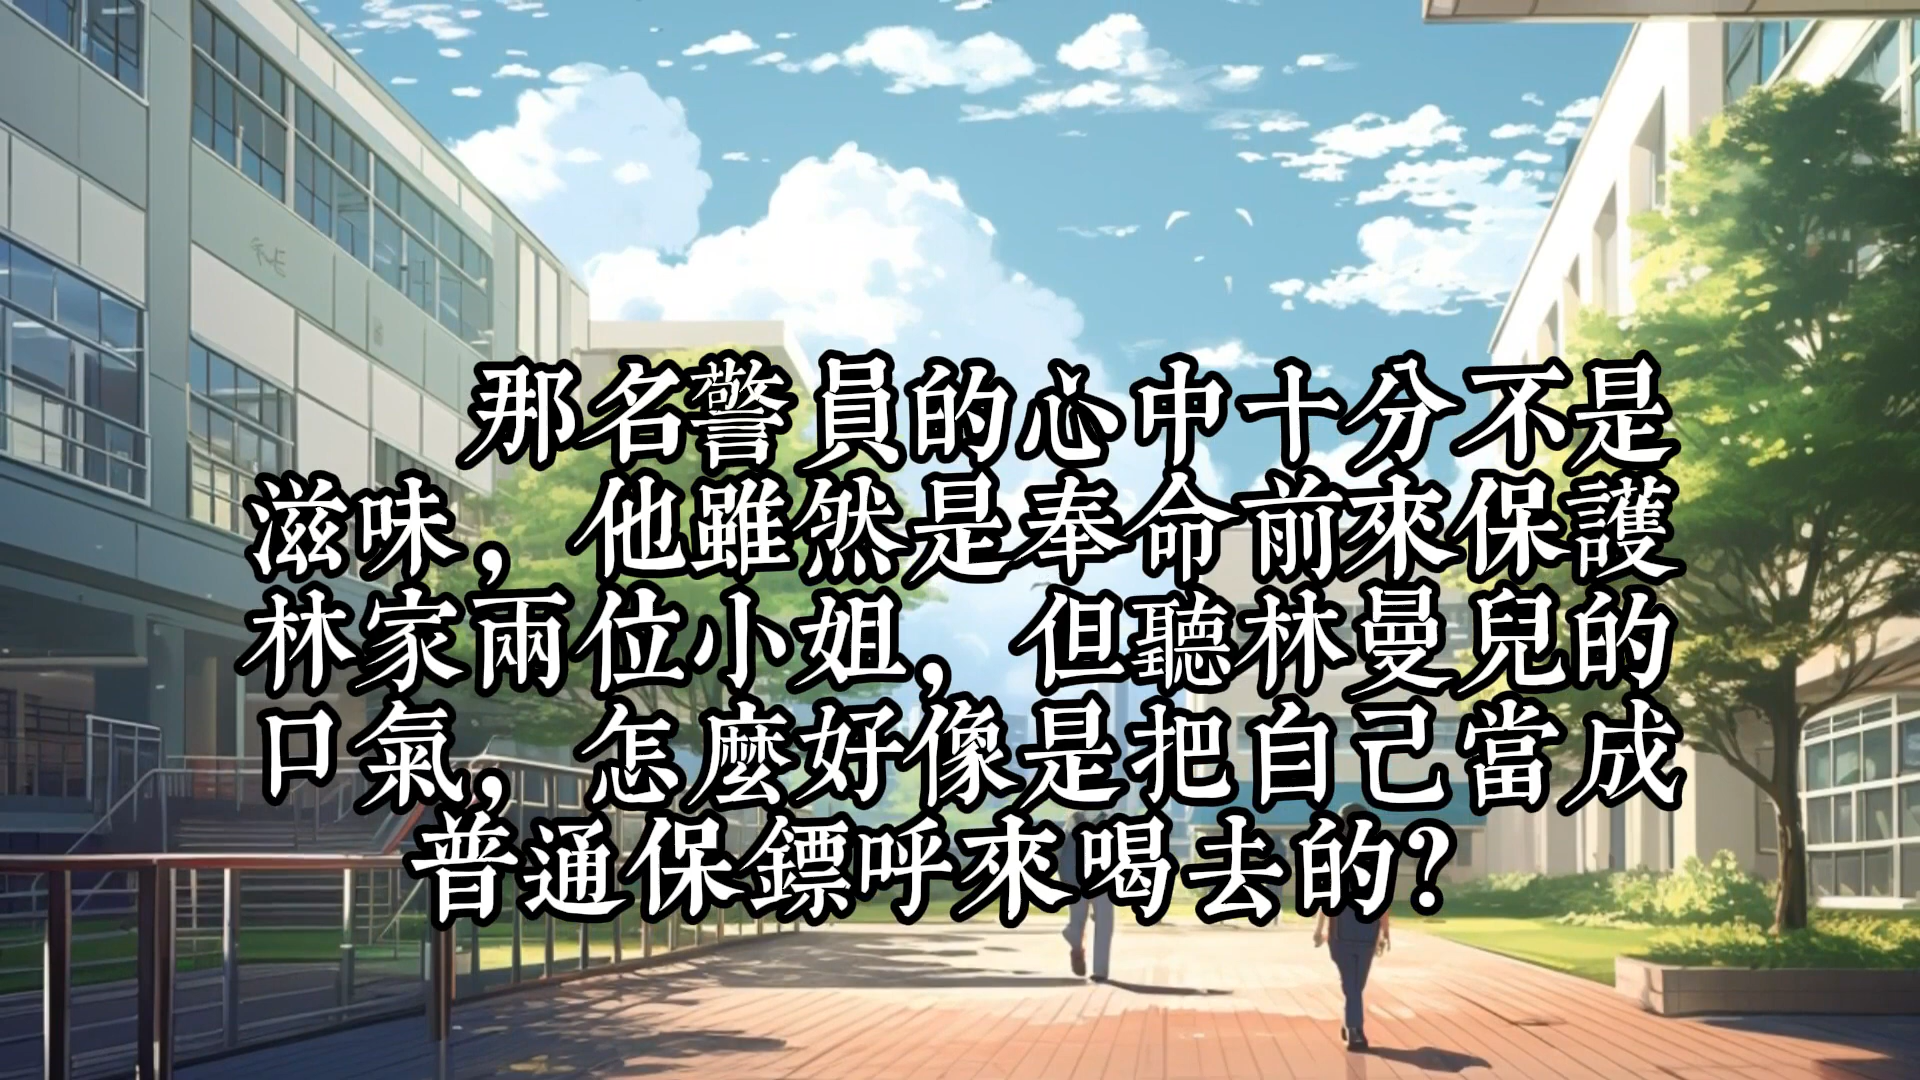 那名警員的心中十分不是
滋味，他雖然是奉命前來保護
林家兩位小姐，但聽林曼兒的
口氣，怎麼好像是把自己當成
普通保鏢呼來喝去的？